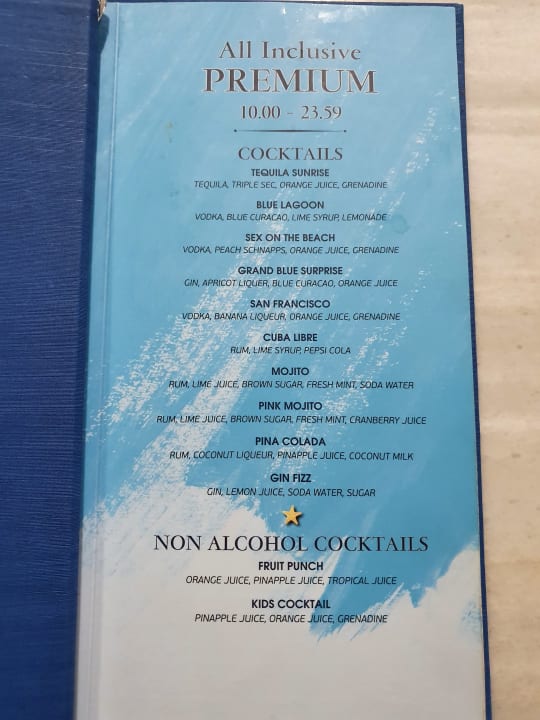 All Inclusive
PREMIUM
10.00 - 23.59
COCKTAILS
TEQUILA SUNRISE
TEQUILA, TRIPLE SEC, ORANGE JUICE, GRENADINE
BLUE LAGOON
VODKA, BLUE CURACAO, LIME SYRUP, LEMONADE
SEX ON THE BEACH
VODKA, PEACH SCHNAPPS, ORANGE JUICE, GRENADINE
GRAND BLUE SURPRISE
GIN, APRICOT LIQUER, BLUE CURACAO, ORANGE JUICE
SAN FRANCISCO
VODKA, BANANA LIQUEUR, ORANGE JUICE, GRENADINE
CUBA LIBRE
RUM, LIME SYRUP, PEPSI COLA
MOJITO
RUM, LIME JUICE, BROWN SUGAR, FRESH MINT, SODA WATER
PINK MOJITO
RUM, LIME JUICE, BROWN SUGAR, FRESH MINT, CRANBERRY JUICE
PINA COLADA
RUM, COCONUT LIQUEUR, PINAPPLE JUICE, COCONUT MILK
GIN FIZZ
GIN, LEMON JUICE, SODA WATER, SUGAR
NON ALCOHOL COCKTAILS
FRUIT PUNCH
ORANGE JUICE, PINAPPLE JUICE, TROPICAL JUICE
KIDS COCKTAIL
PINAPPLE JUICE, ORANGE JUICE, GRENADINE